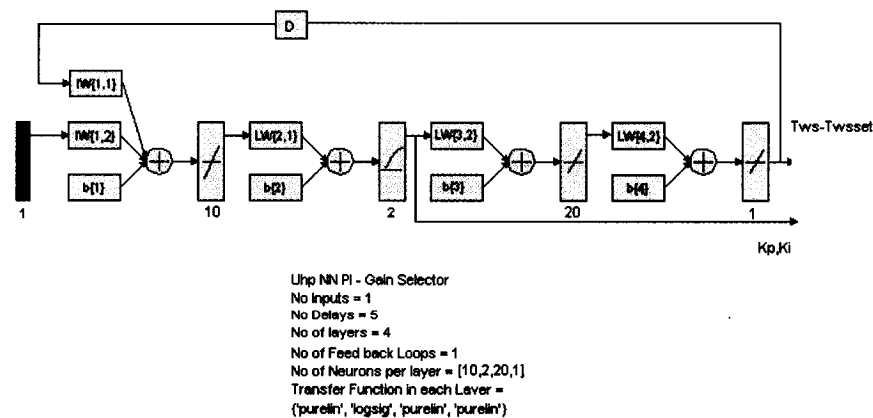 D
IW{1,1}
IW{1,2}
LW{2,1}
LW{3,2}
LW{4,2}
Tws-Twsset
b{1}
b{2}
b{3}
b{4}
1
10
2
20
1
Kp,Ki
Uhp NN PI - Gain Selector
No Inputs = 1
No Delays = 5
No of layers = 4
No of Feed back Loops = 1
No of Neurons per layer = [10,2,20,1]
Transfer Function in each Layer =
{'purelin', 'logsig', 'purelin', 'purelin'}